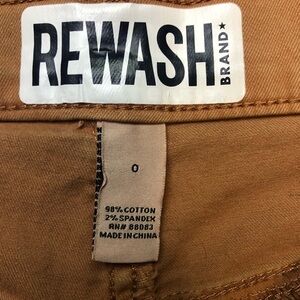 REWASH
BRAND★
0
98% COTTON
2% SPANDEX
RN# 88083
MADE IN CHINA